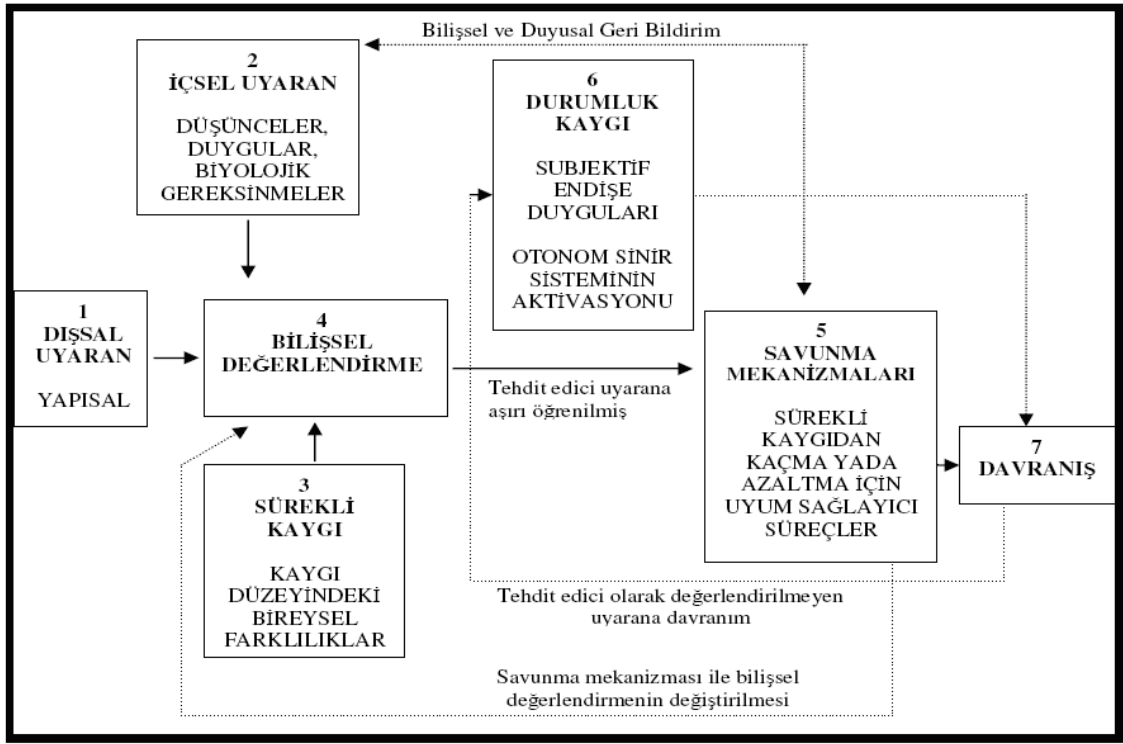 Bilişsel ve Duyusal Geri Bildirim
2
İÇSEL UYARAN
DÜŞÜNCELER,
DUYGULAR,
BİYOLOJİK
GEREKSİNMELER
6
DURUMLUK
KAYGI
SUBJEKTİF
ENDİŞE
DUYGULARI
OTONOM SİNİR
SİSTEMİNİN
AKTİVASYONU
1
DIŞSAL
UYARAN
YAPISAL
4
BİLİŞSEL
DEĞERLENDİRME
Tehdit edici uyarana
aşırı öğrenilmiş
5
SAVUNMA
MEKANİZMALARI
SÜREKLİ
KAYGIDAN
KAÇMA YADA
AZALTMA İÇİN
UYUM SAĞLAYICI
SÜREÇLER
7
DAVRANIŞ
3
SÜREKLİ
KAYGI
KAYGI
DÜZEYİNDEKİ
BİREYSEL
FARKLILIKLAR
Tehdit edici olarak değerlendirilmeyen
uyarana davranım
Savunma mekanizması ile bilişsel
değerlendirmenin değiştirilmesi